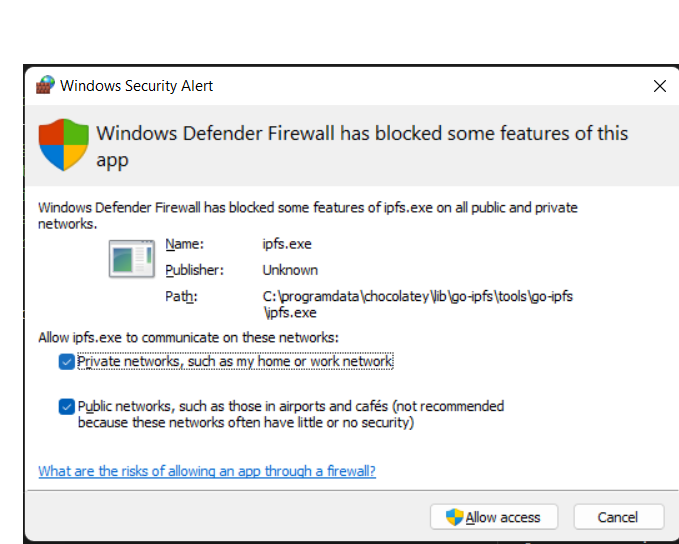 Windows Security Alert
Windows Defender Firewall has blocked some features of this
app
Windows Defender Firewall has blocked some features of ipfs.exe on all public and private
networks.
Name: ipfs.exe
Publisher: Unknown
Path: C:\programdata\chocolatey\lib\go-ipfs\tools\go-ipfs
\ipfs.exe
Allow ipfs.exe to communicate on these networks:
Private networks, such as my home or work network
Public networks, such as those in airports and cafés (not recommended
because these networks often have little or no security)
What are the risks of allowing an app through a firewall?
Allow access Cancel